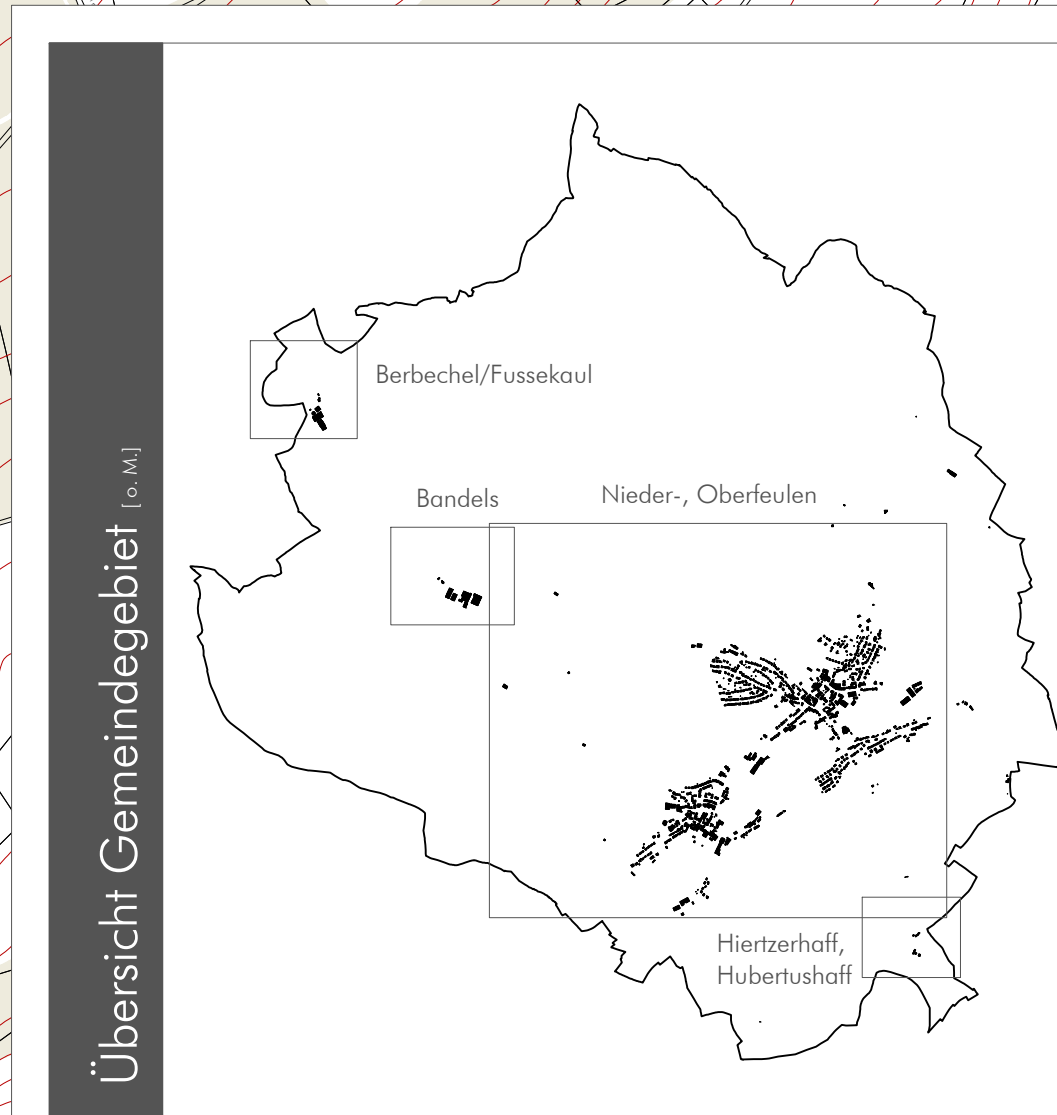 Übersicht Gemeindegebiet [ o. M.]
Berbechel/Fussekaul
Bandels
Nieder-, Oberfeulen
Hiertzerhaff,
Hubertushaff